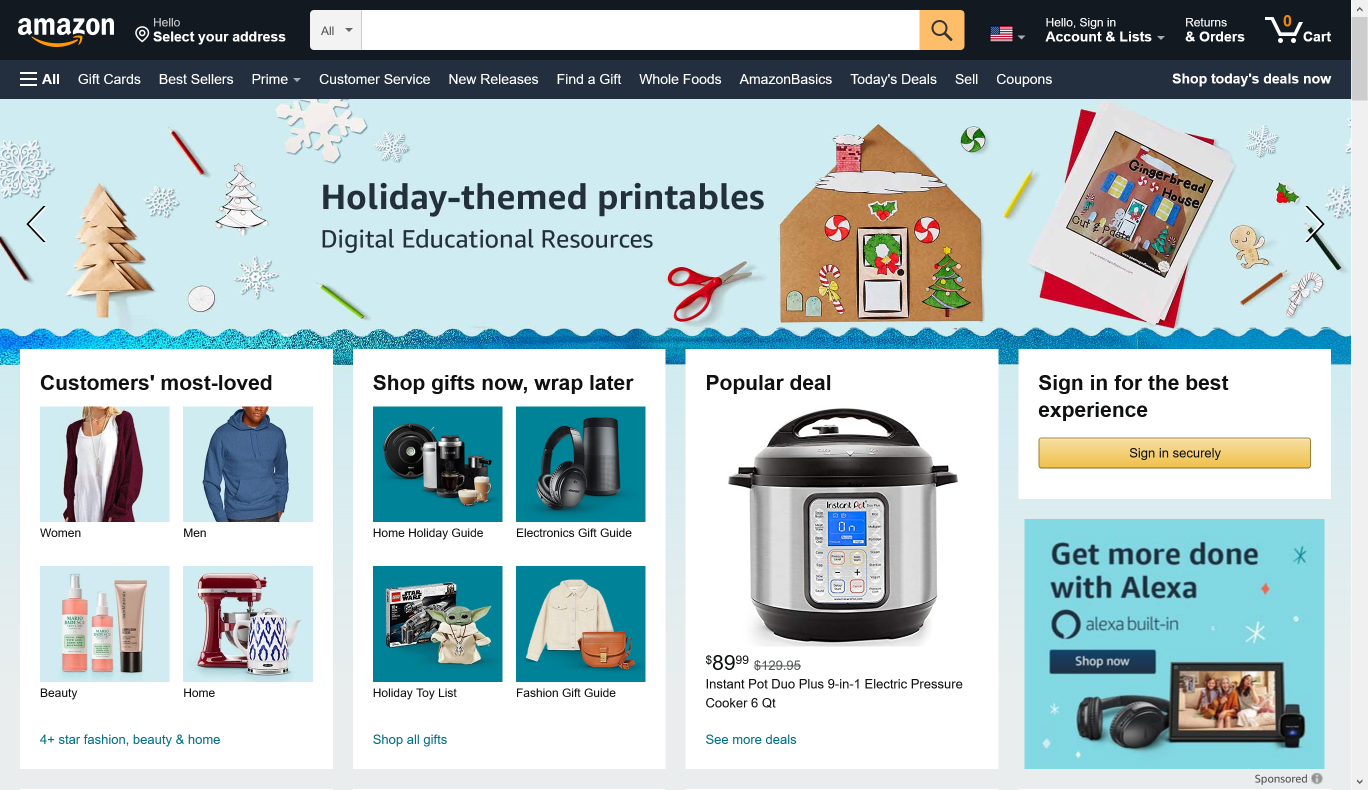 amazon
Hello
Select your address
All
Hello, Sign in
Account & Lists
Returns
& Orders
0
Cart
All
Gift Cards
Best Sellers
Prime
Customer Service
New Releases
Find a Gift
Whole Foods
AmazonBasics
Today's Deals
Sell
Coupons
Shop today's deals now
Holiday-themed printables
Digital Educational Resources
Gingerbread
House
Cut & Paste
Customers' most-loved
Women
Men
Beauty
Home
4+ star fashion, beauty & home
Shop gifts now, wrap later
Home Holiday Guide
Electronics Gift Guide
LEGO
STAR WARS
Holiday Toy List
Fashion Gift Guide
Shop all gifts
Popular deal
Instant Pot
On
$89.99 $129.95
Instant Pot Duo Plus 9-in-1 Electric Pressure
Cooker 6 Qt
See more deals
Sign in for the best
experience
Sign in securely
Get more done
with Alexa
alexa built-in
Shop now
Sponsored